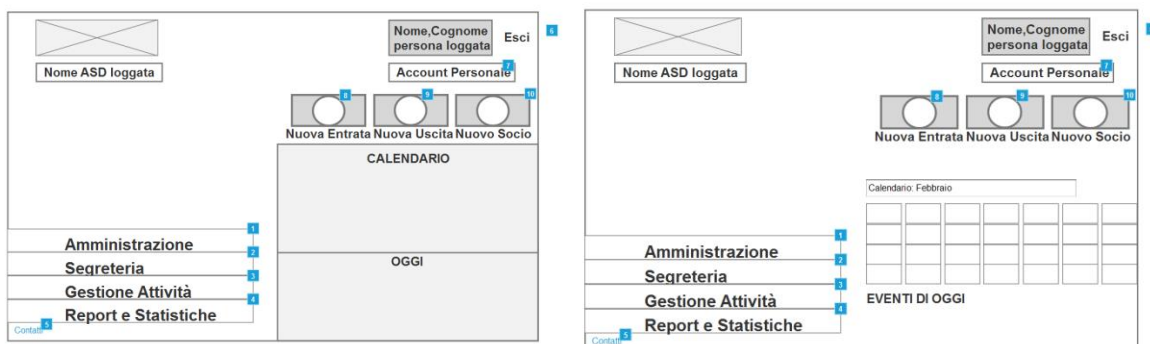 Nome,Cognome
persona loggata
Esci
6
Nome ASD loggata
7
Account Personale
8
9
10
Nuova Entrata Nuova Uscita Nuovo Socio
CALENDARIO
1
Amministrazione
2
Segreteria
3
Gestione Attività
4
Report e Statistiche
5
Contatti
OGGI
Nome,Cognome
persona loggata
Esci
Nome ASD loggata
7
Account Personale
8
9
10
Nuova Entrata Nuova Uscita Nuovo Socio
Calendario: Febbraio
1
Amministrazione
2
Segreteria
3
Gestione Attività
4
Report e Statistiche
5
Contatti
EVENTI DI OGGI